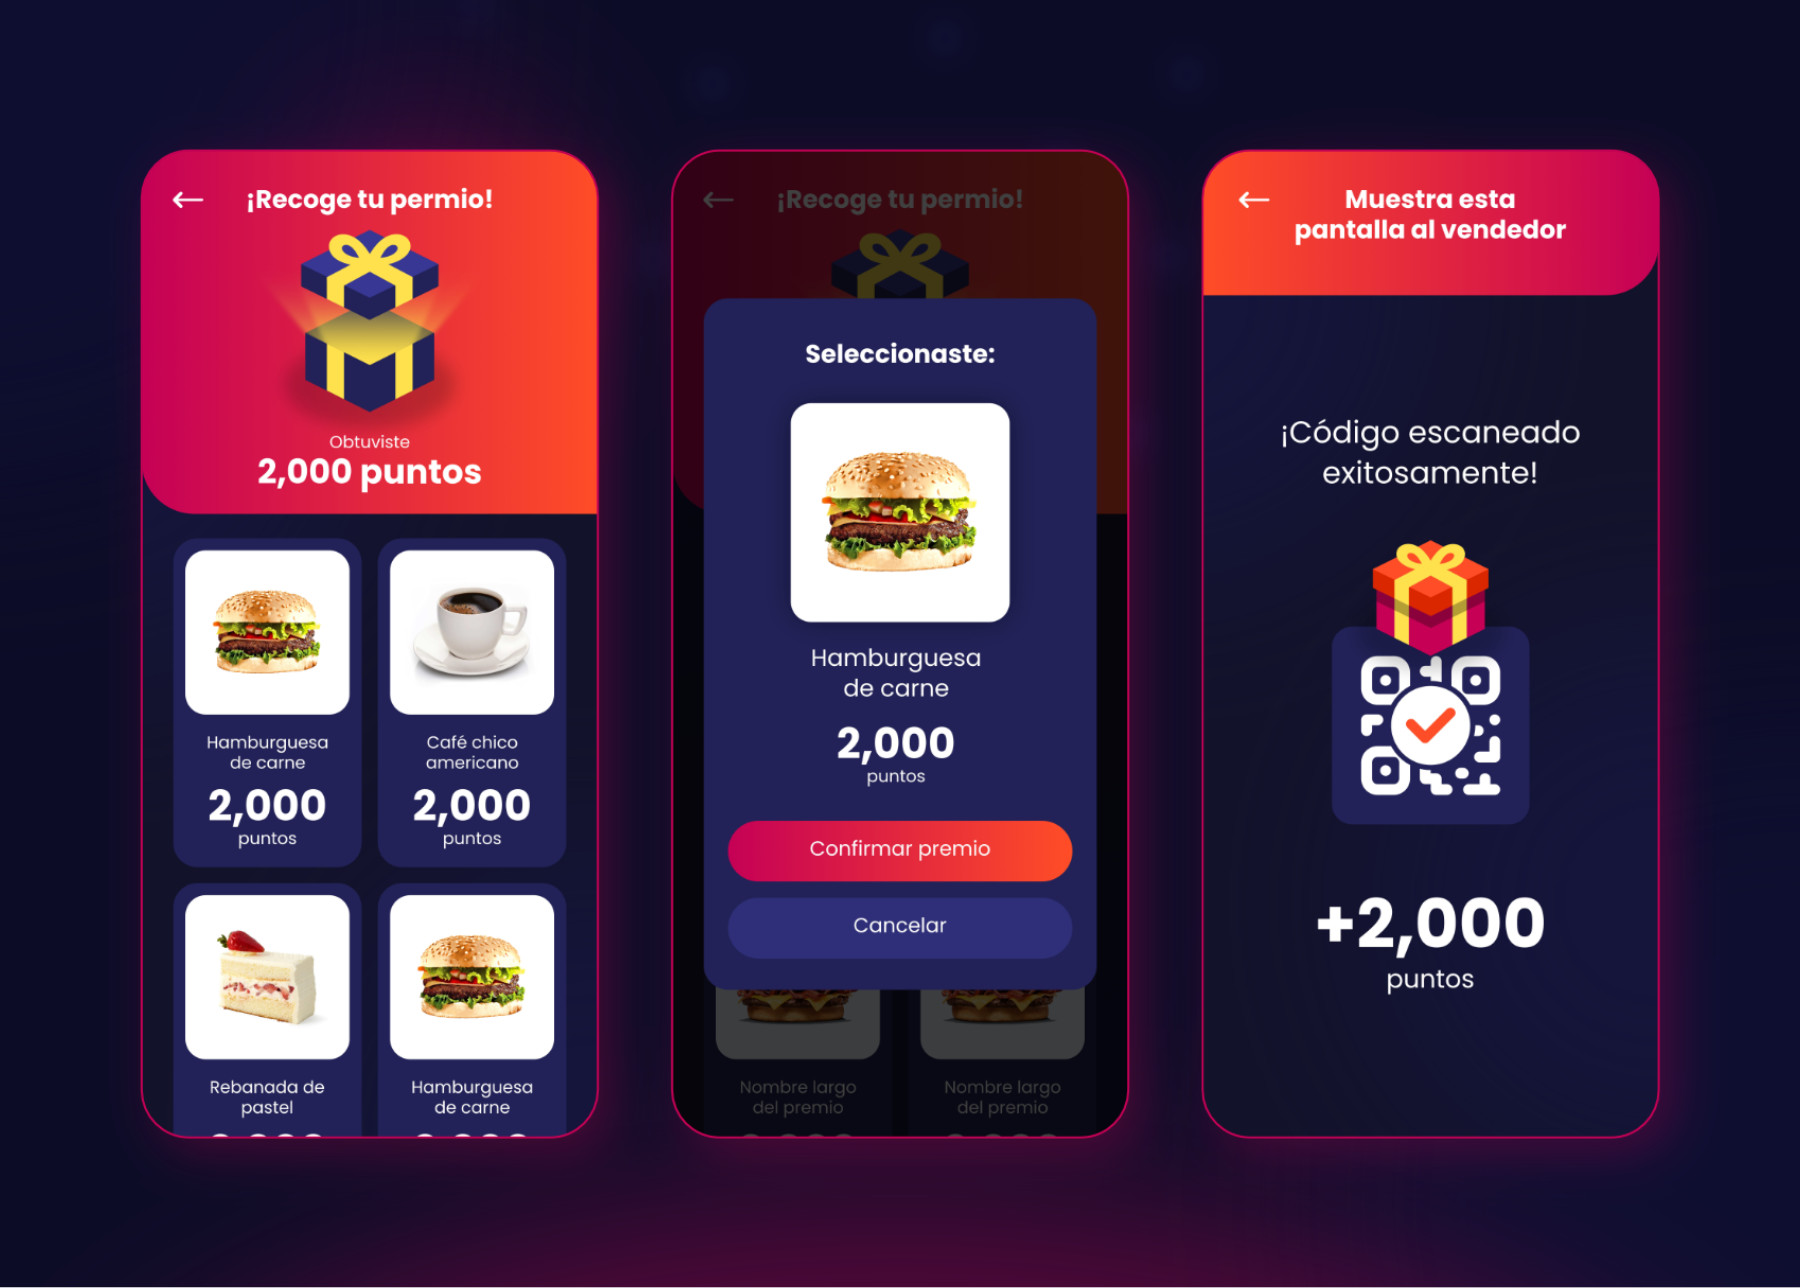 ¡Recoge tu permio!
Obtuviste
2,000 puntos
Hamburguesa
de carne
2,000
puntos
Café chico
americano
2,000
puntos
Rebanada de
pastel
Hamburguesa
de carne
¡Recoge tu permio!
Seleccionaste:
Hamburguesa
de carne
2,000
puntos
Confirmar premio
Cancelar
Nombre largo
del premio
Nombre largo
del premio
Muestra esta
pantalla al vendedor
¡Código escaneado
exitosamente!
+2,000
puntos